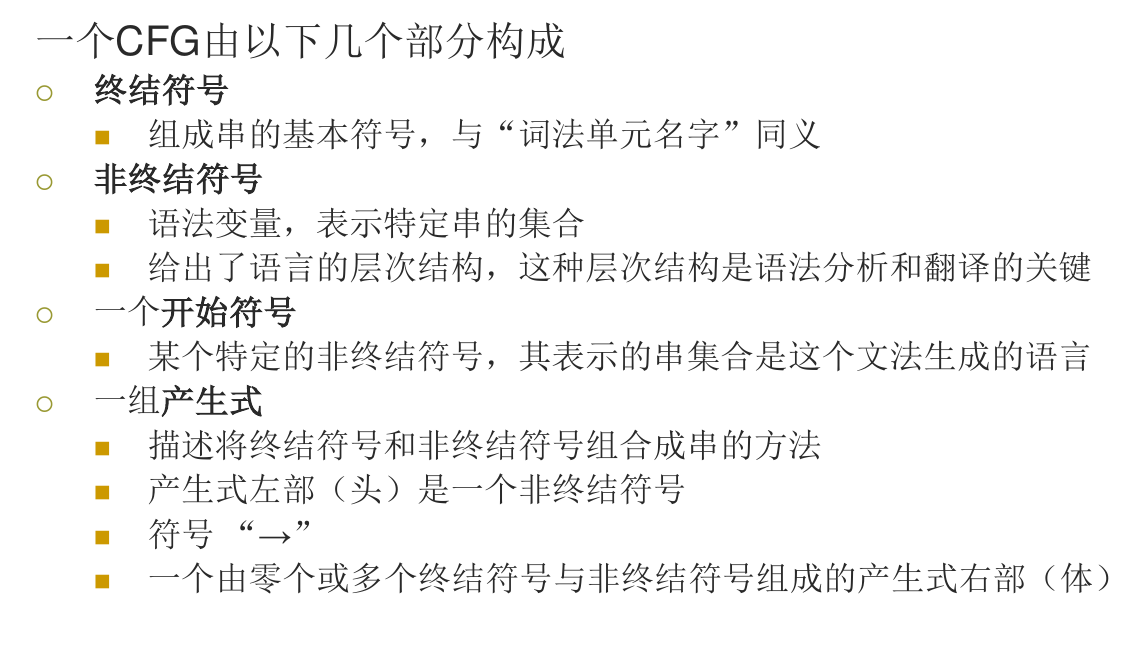 一个CFG由以下几个部分构成
终结符号
组成串的基本符号，与“词法单元名字”同义
非终结符号
语法变量，表示特定串的集合
给出了语言的层次结构，这种层次结构是语法分析和翻译的关键
一个开始符号
某个特定的非终结符号，其表示的串集合是这个文法生成的语言
一组产生式
描述将终结符号和非终结符号组合成串的方法
产生式左部（头）是一个非终结符号
符号 “→”
一个由零个或多个终结符号与非终结符号组成的产生式右部（体）